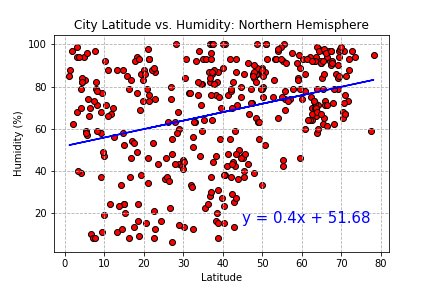 City Latitude vs. Humidity: Northern Hemisphere
100
80
60
40
20
Humidity (%)
y = 0.4x + 51.68
0 10 20 30 40 50 60 70 80
Latitude